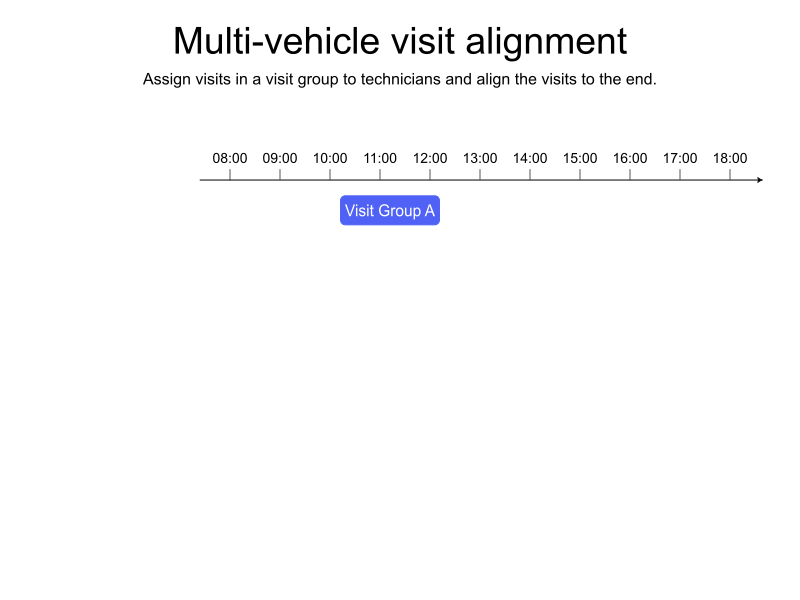 Multi-vehicle visit alignment
Assign visits in a visit group to technicians and align the visits to the end.
08:00 09:00 10:00 11:00 12:00 13:00 14:00 15:00 16:00 17:00 18:00
Visit Group A